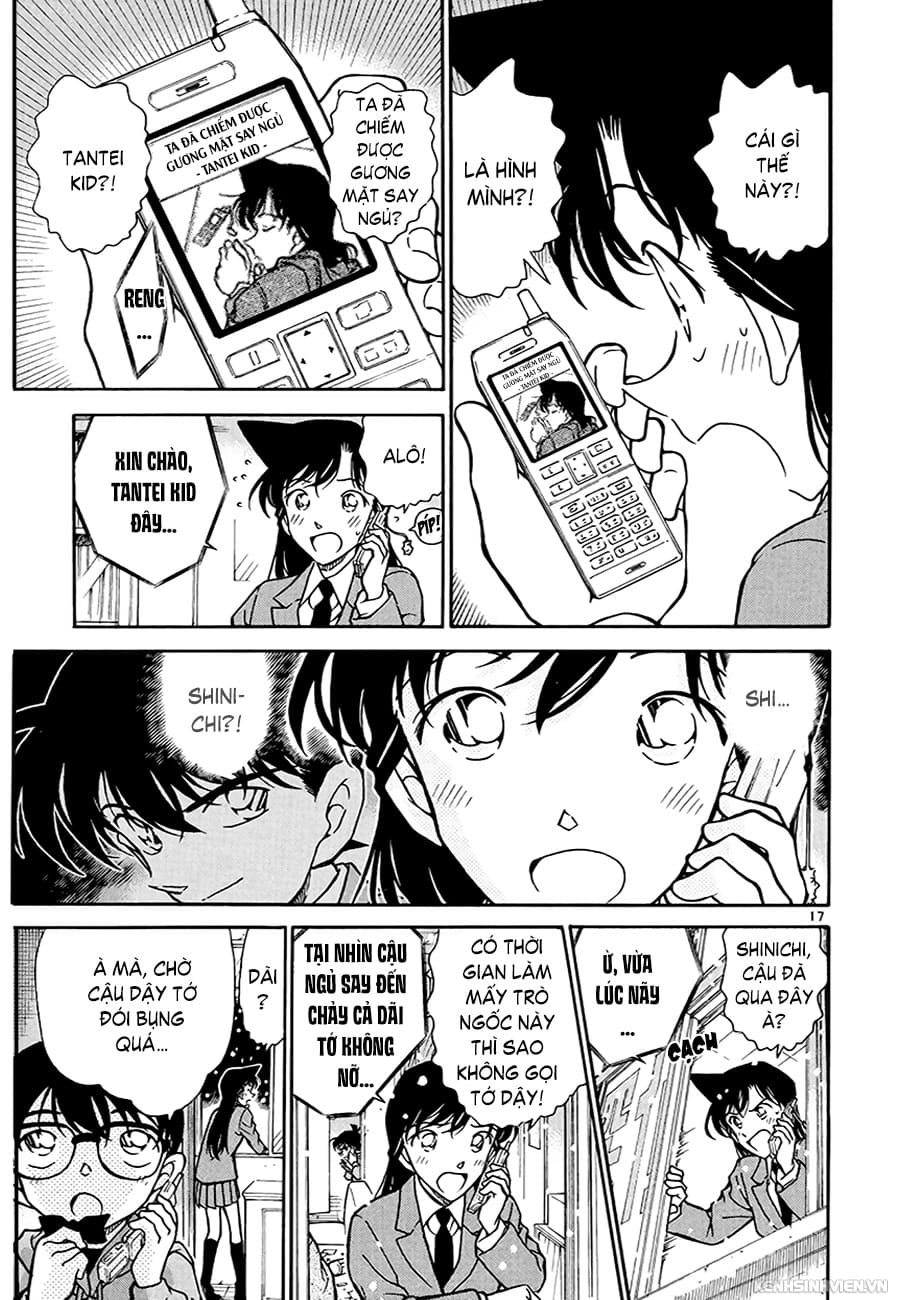 CÁI GÌ
THẾ
NÀY?!
LÀ HÌNH
MÌNH?!
TA ĐÃ CHIẾM ĐƯỢC
GƯƠNG MẶT SAY NGỦ
- TANTEI KID -
TA ĐÃ
CHIẾM
ĐƯỢC
GƯƠNG
MẶT SAY
NGỦ?
TA ĐÃ CHIẾM ĐƯỢC
GƯƠNG MẶT SAY NGỦ
- TANTEI KID -
TANTEI
KID?!
RENG
...
ALÔ!
PÍP!
XIN CHÀO,
TANTEI KID
ĐÂY...
SHI...
SHINI-
CHI?!
17
SHINICHI,
CẬU ĐÃ
QUA ĐÂY
À?
CẠCH
Ừ, VỪA
LÚC NÃY
...
CÓ THỜI
GIAN LÀM
MẤY TRÒ
NGỐC NÀY
THÌ SAO
KHÔNG GỌI
TỚ DẬY!
TẠI NHÌN CẬU
NGỦ SAY ĐẾN
CHẢY CẢ DÃI
TỚ KHÔNG
NỠ...
DÃI
?
À MÀ, CHỜ
CẬU DẬY TỚ
ĐÓI BỤNG
QUÁ...
KENHSINHVIEN.VN